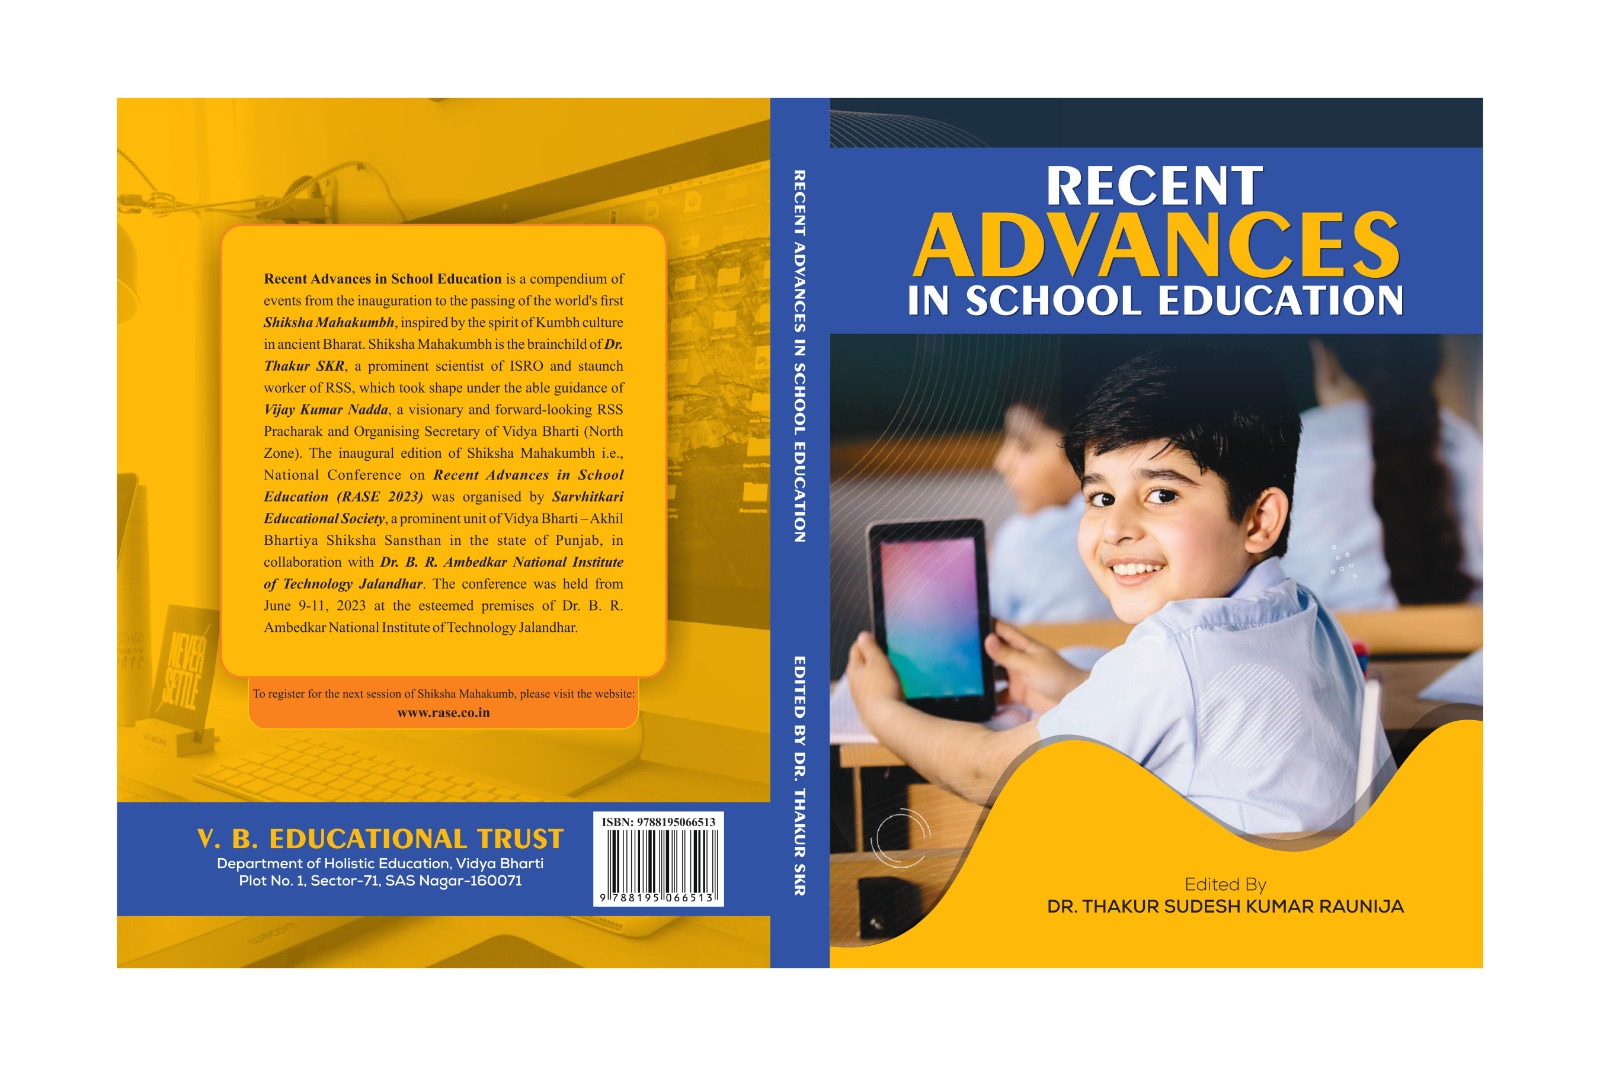 Recent Advances in School Education is a compendium of
events from the inauguration to the passing of the world's first
Shiksha Mahakumbh, inspired by the spirit of Kumbh culture
in ancient Bharat. Shiksha Mahakumbh is the brainchild of Dr.
Thakur SKR, a prominent scientist of ISRO and staunch
worker of RSS, which took shape under the able guidance of
Vijay Kumar Nadda, a visionary and forward-looking RSS
Pracharak and Organising Secretary of Vidya Bharti (North
Zone). The inaugural edition of Shiksha Mahakumbh i.e.,
National Conference on Recent Advances in School
Education (RASE 2023) was organised by Sarvhitkari
Educational Society, a prominent unit of Vidya Bharti – Akhil
Bhartiya Shiksha Sansthan in the state of Punjab, in
collaboration with Dr. B. R. Ambedkar National Institute
of Technology Jalandhar. The conference was held from
June 9-11, 2023 at the esteemed premises of Dr. B. R.
Ambedkar National Institute of Technology Jalandhar.
To register for the next session of Shiksha Mahakumb, please visit the website:
www.rase.co.in
NEVER
SETTLE
V. B. EDUCATIONAL TRUST
Department of Holistic Education, Vidya Bharti
Plot No. 1, Sector-71, SAS Nagar-160071
ISBN: 9788195066513
9 788195 066513
RECENT ADVANCES IN SCHOOL EDUCATION
EDITED BY DR. THAKUR SKR
RECENT
ADVANCES
IN SCHOOL EDUCATION
Edited By
DR. THAKUR SUDESH KUMAR RAUNIJA